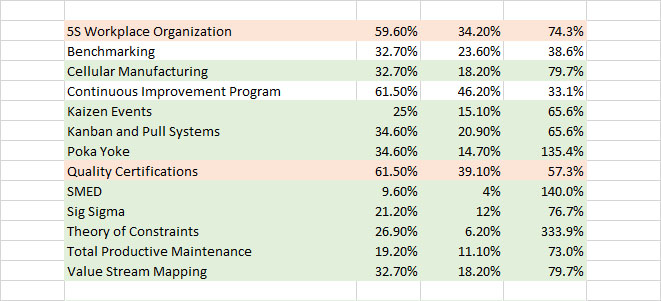 5S Workplace Organization 59.60% 34.20% 74.3%
Benchmarking 32.70% 23.60% 38.6%
Cellular Manufacturing 32.70% 18.20% 79.7%
Continuous Improvement Program 61.50% 46.20% 33.1%
Kaizen Events 25% 15.10% 65.6%
Kanban and Pull Systems 34.60% 20.90% 65.6%
Poka Yoke 34.60% 14.70% 135.4%
Quality Certifications 61.50% 39.10% 57.3%
SMED 9.60% 4% 140.0%
Sig Sigma 21.20% 12% 76.7%
Theory of Constraints 26.90% 6.20% 333.9%
Total Productive Maintenance 19.20% 11.10% 73.0%
Value Stream Mapping 32.70% 18.20% 79.7%